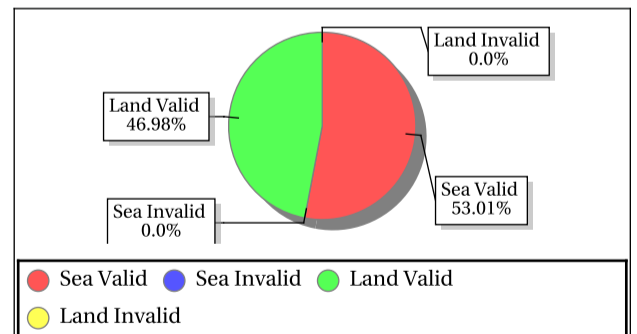 Land Invalid
0.0%
Land Valid
46.98%
Sea Valid
53.01%
Sea Invalid
0.0%
Sea Valid Sea Invalid Land Valid
Land Invalid